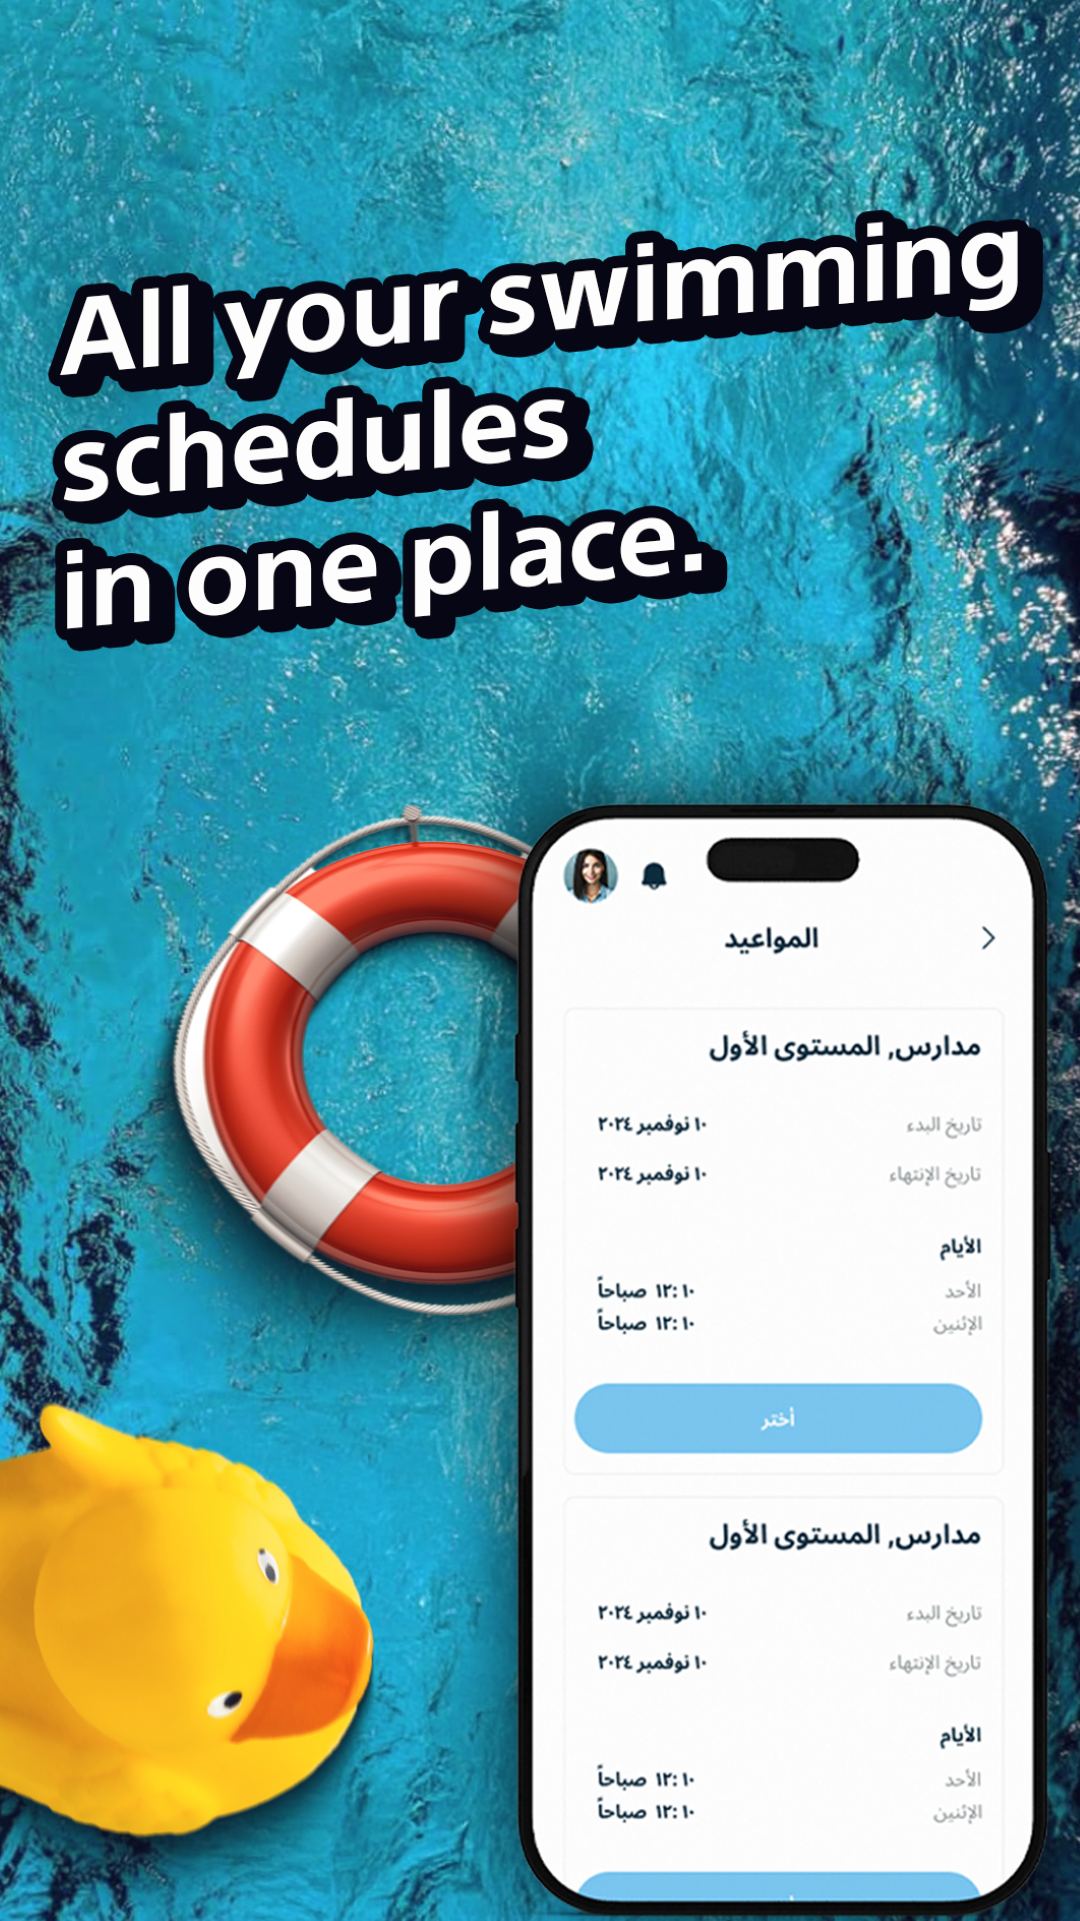 All your swimming
schedules
in one place.
المواعيد
مدارس, المستوى الأول
تاريخ البدء ١٠ نوفمبر ٢٠٢٤
تاريخ الإنتهاء ١٠ نوفمبر ٢٠٢٤
الأيام
الأحد ١٢:١٠ صباحاً
الإثنين ١٢:١٠ صباحاً
أختر
مدارس, المستوى الأول
تاريخ البدء ١٠ نوفمبر ٢٠٢٤
تاريخ الإنتهاء ١٠ نوفمبر ٢٠٢٤
الأيام
الأحد ١٢:١٠ صباحاً
الإثنين ١٢:١٠ صباحاً